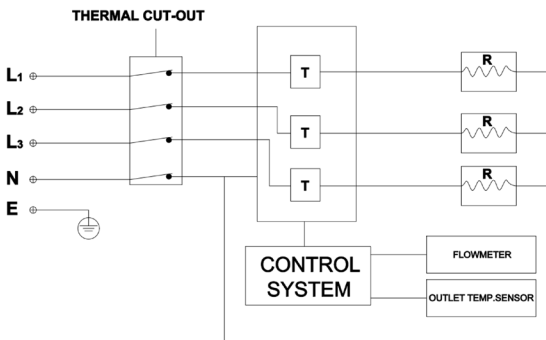 THERMAL CUT-OUT
L1
T
R
L2
T
R
L3
T
R
N
E
CONTROL
SYSTEM
FLOWMETER
OUTLET TEMP.SENSOR